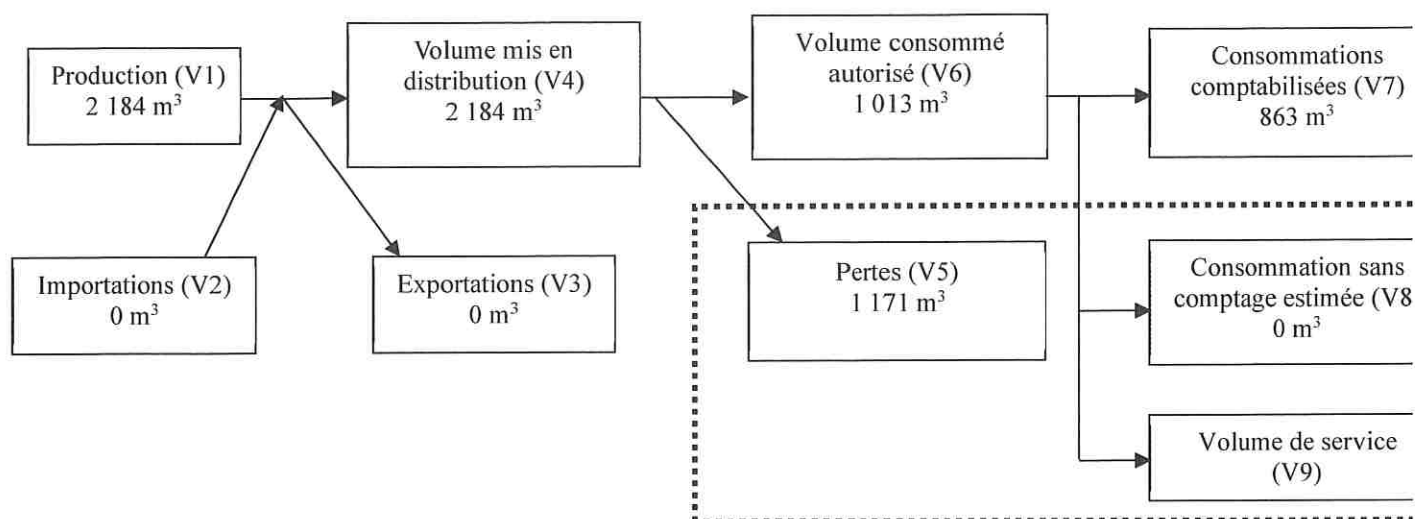 Production (V1)
2 184 m³
Volume mis en
distribution (V4)
2 184 m³
Volume consommé
autorisé (V6)
1 013 m³
Consommations
comptabilisées (V7)
863 m³
Importations (V2)
0 m³
Exportations (V3)
0 m³
Pertes (V5)
1 171 m³
Consommation sans
comptage estimée (V8
0 m³
Volume de service
(V9)